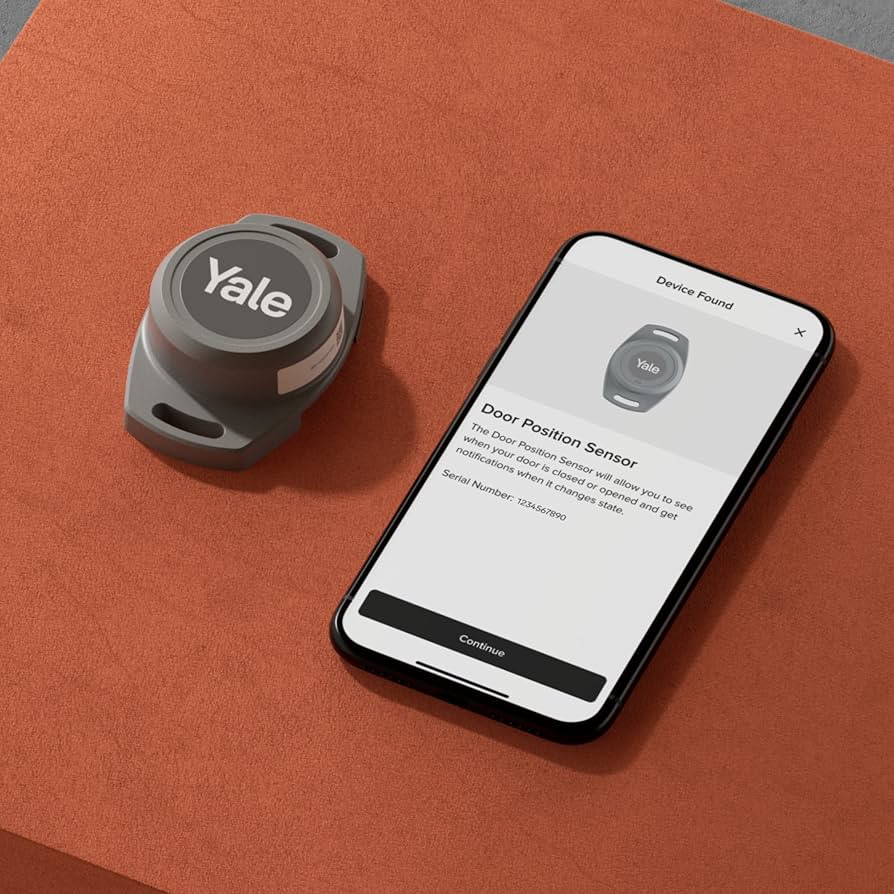 Yale
Device Found
Yale
Door Position Sensor
The Door Position Sensor will allow you to see
when your door is closed or opened and get
notifications when it changes state.
Serial Number: 1234567890
Continue